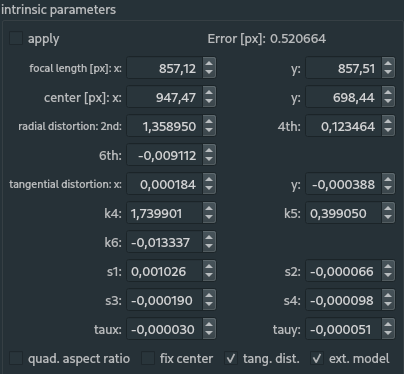 intrinsic parameters
apply Error [px]: 0.520664
focal length [px]: x: 857,12 y: 857,51
center [px]: x: 947,47 y: 698,44
radial distortion: 2nd: 1,358950 4th: 0,123464
6th: -0,009112
tangential distortion: x: 0,000184 y: -0,000388
k4: 1,739901 k5: 0,399050
k6: -0,013337
s1: 0,001026 s2: -0,000066
s3: -0,000190 s4: -0,000098
taux: -0,000030 tauy: -0,000051
quad. aspect ratio fix center tang. dist. ext. model